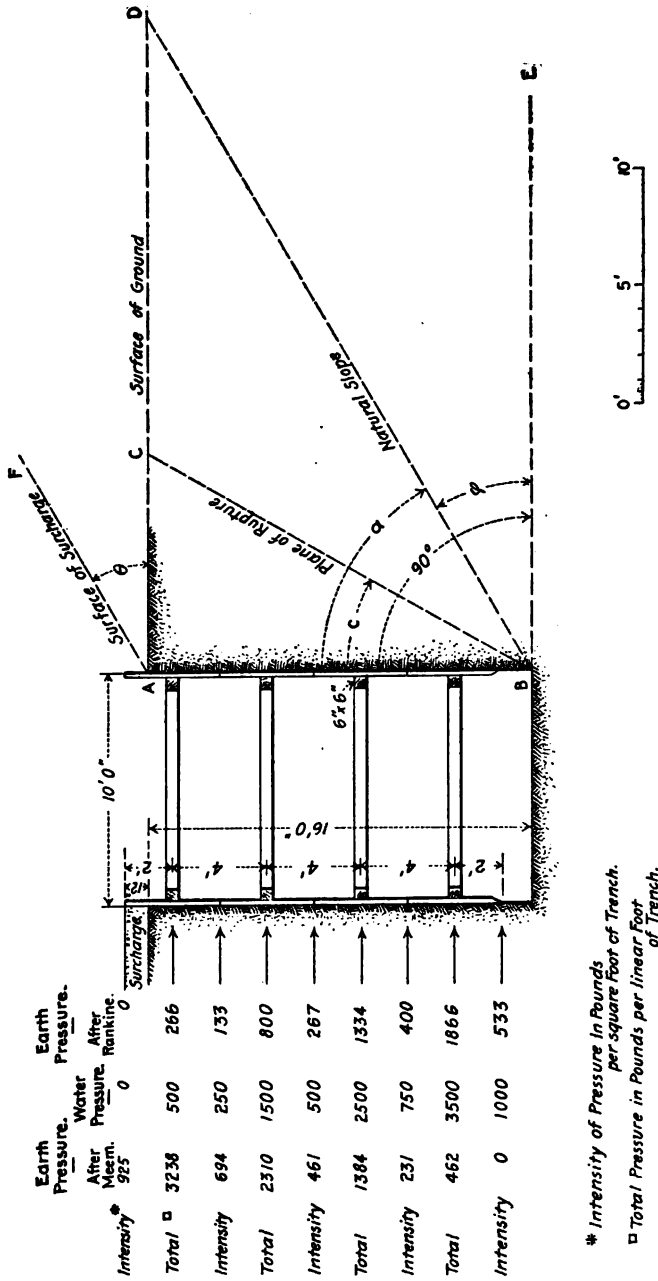 Earth Pressure. After Meem. Water Pressure. Earth Pressure. After Rankine.
Intensity * 925 0 0
Total □ 3238 500 266
Intensity 694 250 133
Total 2310 1500 800
Intensity 461 500 267
Total 1384 2500 1334
Intensity 231 750 400
Total 462 3500 1866
Intensity 0 1000 533
Surcharge
12"
2'
4'
4'
4'
2'
10'0"
16'0"
6"x6"
A
B
Surface of Surcharge F
θ
C
Surface of Ground
D
Plane of Rupture
Natural Slope
c
α
90°
φ
E
0' 5' 10'
* Intensity of Pressure In Pounds
per square Foot of Trench.
□ Total Pressure in Pounds per linear Foot
of Trench.